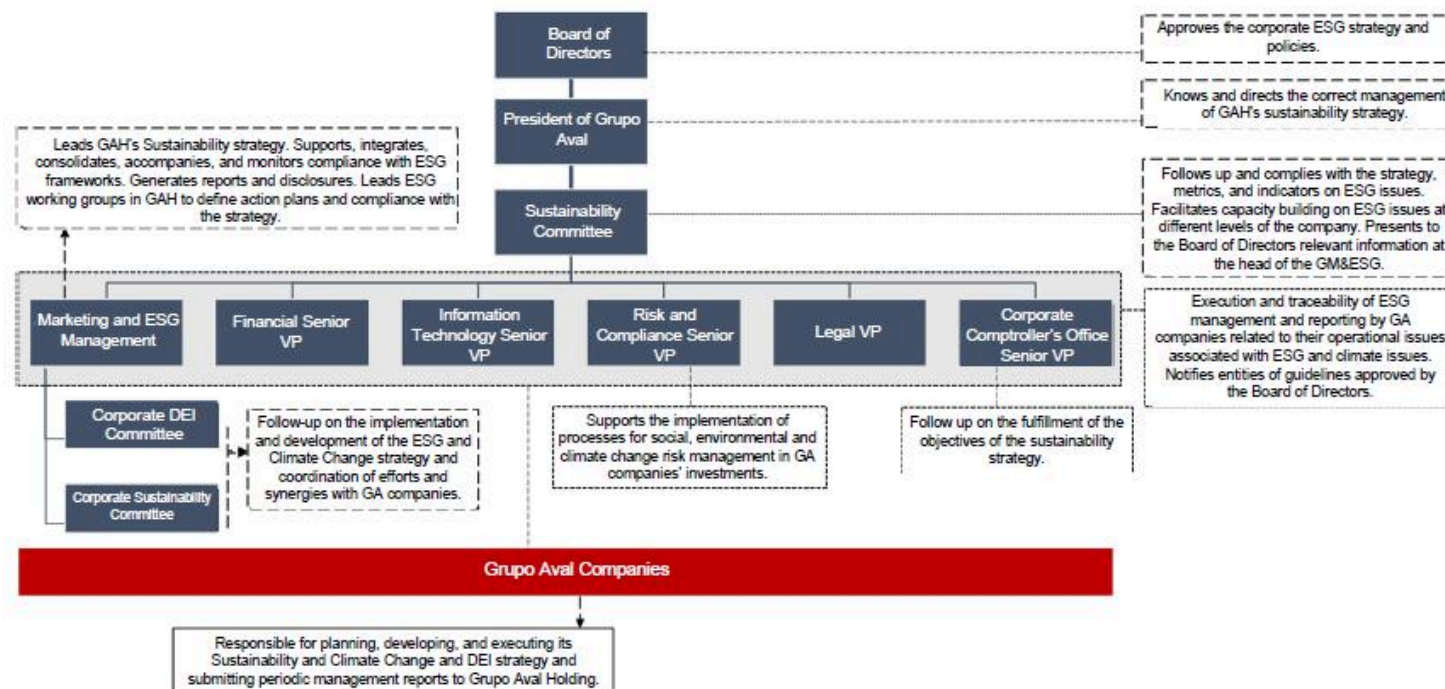 Board of
Directors
Approves the corporate ESG strategy and
policies.
President of Grupo
Aval
Knows and directs the correct management
of GAH's sustainability strategy.
Leads GAH's Sustainability strategy. Supports, integrates,
consolidates, accompanies, and monitors compliance with ESG
frameworks. Generates reports and disclosures. Leads ESG
working groups in GAH to define action plans and compliance with
the strategy.
Sustainability
Committee
Follows up and complies with the strategy,
metrics, and indicators on ESG issues.
Facilitates capacity building on ESG issues at
different levels of the company. Presents to
the Board of Directors relevant information at
the head of the GM&ESG.
Marketing and ESG
Management
Financial Senior
VP
Information
Technology Senior
VP
Risk and
Compliance Senior
VP
Legal VP
Corporate
Comptroller's Office
Senior VP
Execution and traceability of ESG
management and reporting by GA
companies related to their operational issues
associated with ESG and climate issues.
Notifies entities of guidelines approved by
the Board of Directors.
Corporate DEI
Committee
Corporate Sustainability
Committee
Follow-up on the implementation
and development of the ESG and
Climate Change strategy and
coordination of efforts and
synergies with GA companies.
Supports the implementation of
processes for social, environmental and
climate change risk management in GA
companies' investments.
Follow up on the fulfillment of the
objectives of the sustainability
strategy.
Grupo Aval Companies
Responsible for planning, developing, and executing its
Sustainability and Climate Change and DEI strategy and
submitting periodic management reports to Grupo Aval Holding.